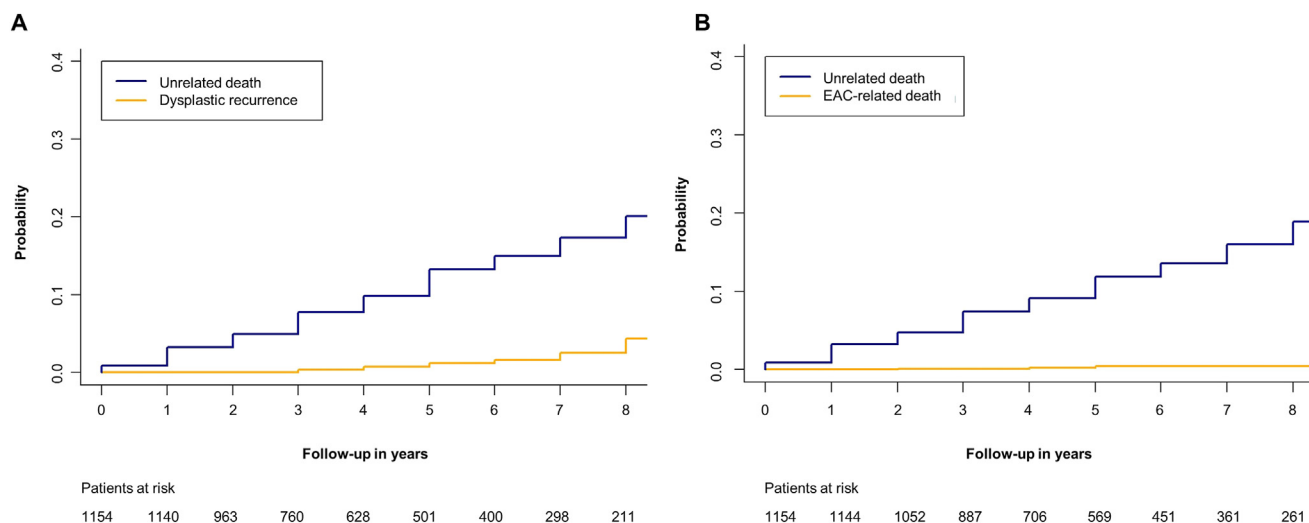 A
0.4
0.3
0.2
0.1
0.0
Probability
Unrelated death
Dysplastic recurrence
0 1 2 3 4 5 6 7 8
Follow-up in years
Patients at risk
1154 1140 963 760 628 501 400 298 211
B
0.4
0.3
0.2
0.1
0.0
Probability
Unrelated death
EAC-related death
0 1 2 3 4 5 6 7 8
Follow-up in years
Patients at risk
1154 1144 1052 887 706 569 451 361 261